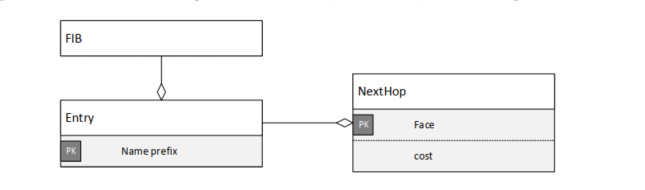 FIB
Entry
PK Name prefix
NextHop
PK Face
cost